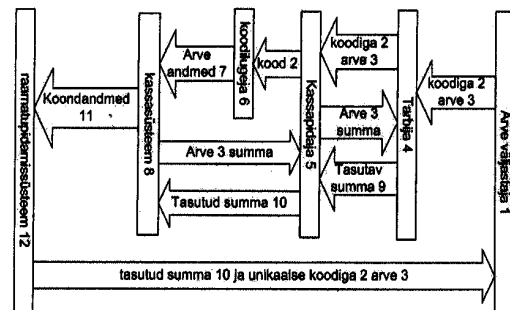 raamatupidamissüsteem 12
Koondandmed
11
kassasüsteem 8
Arve
andmed 7
koodilugeja 6
kood 2
Kassapidaja 5
koodiga 2
arve 3
Arve 3
summa
Tasutav
summa 9
Tarbija 4
koodiga 2
arve 3
Arve väljastaja 1
Arve 3 summa
Tasutud summa 10
tasutud summa 10 ja unikaalse koodiga 2 arve 3